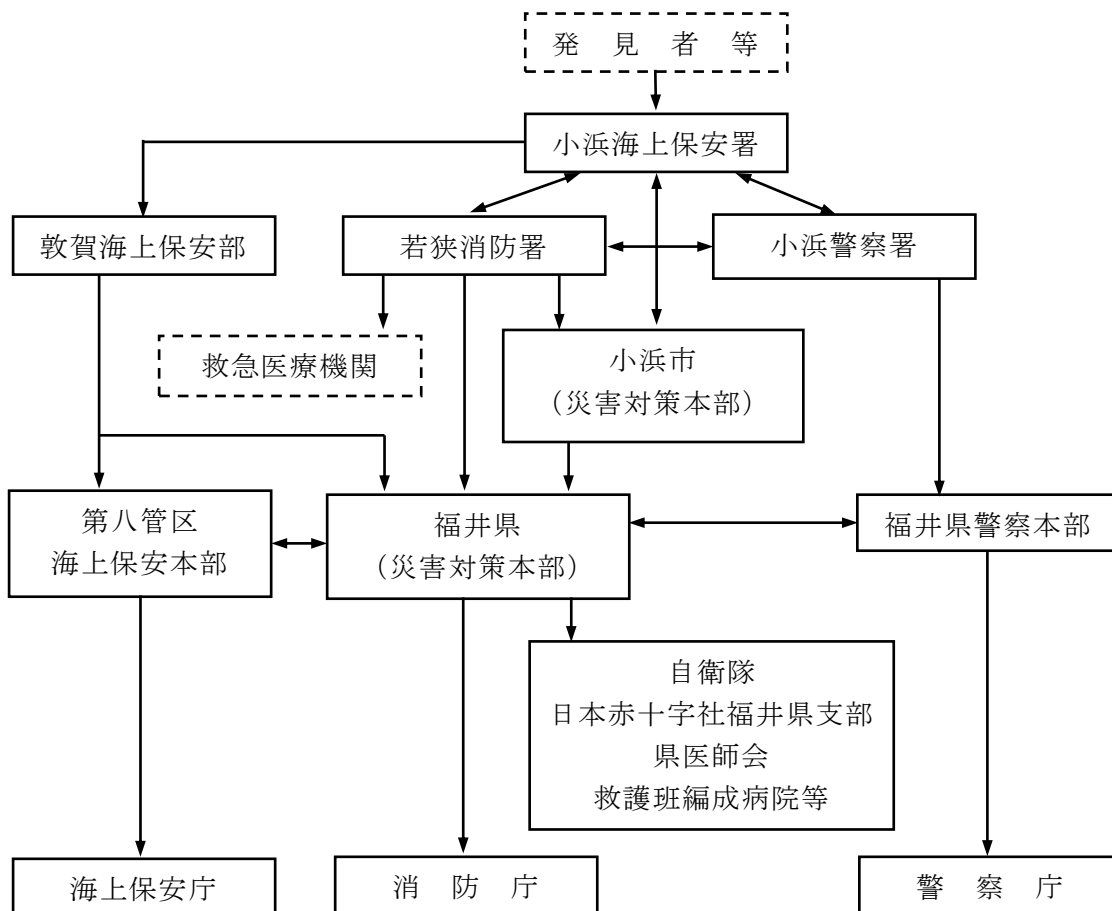 発 見 者 等
小浜海上保安署
敦賀海上保安部
若狭消防署
小浜警察署
救急医療機関
小浜市
（災害対策本部）
第八管区
海上保安本部
福井県
（災害対策本部）
福井県警察本部
自衛隊
日本赤十字社福井県支部
県医師会
救護班編成病院等
海上保安庁
消 防 庁
警 察 庁